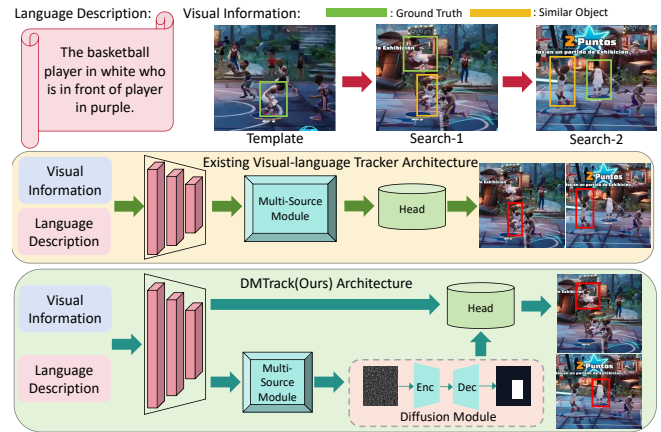 Language Description:
Visual Information:
: Ground Truth
: Similar Object
The basketball
player in white who
is in front of player
in purple.
2 Puntos
Template
Search-1
Search-2
Existing Visual-language Tracker Architecture
Visual
Information
Language
Description
Multi-Source
Module
Head
DMTrack(Ours) Architecture
Visual
Information
Language
Description
Multi-
Source
Module
Head
Enc
Dec
Diffusion Module